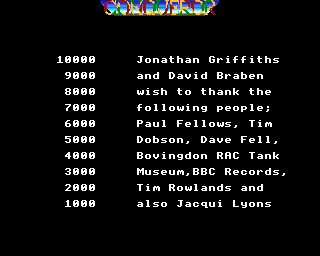 CONQUEROR
10000 Jonathan Griffiths
9000 and David Braben
8000 wish to thank the
7000 following people;
6000 Paul Fellows, Tim
5000 Dobson, Dave Fell,
4000 Bovingdon RAC Tank
3000 Museum,BBC Records,
2000 Tim Rowlands and
1000 also Jacqui Lyons